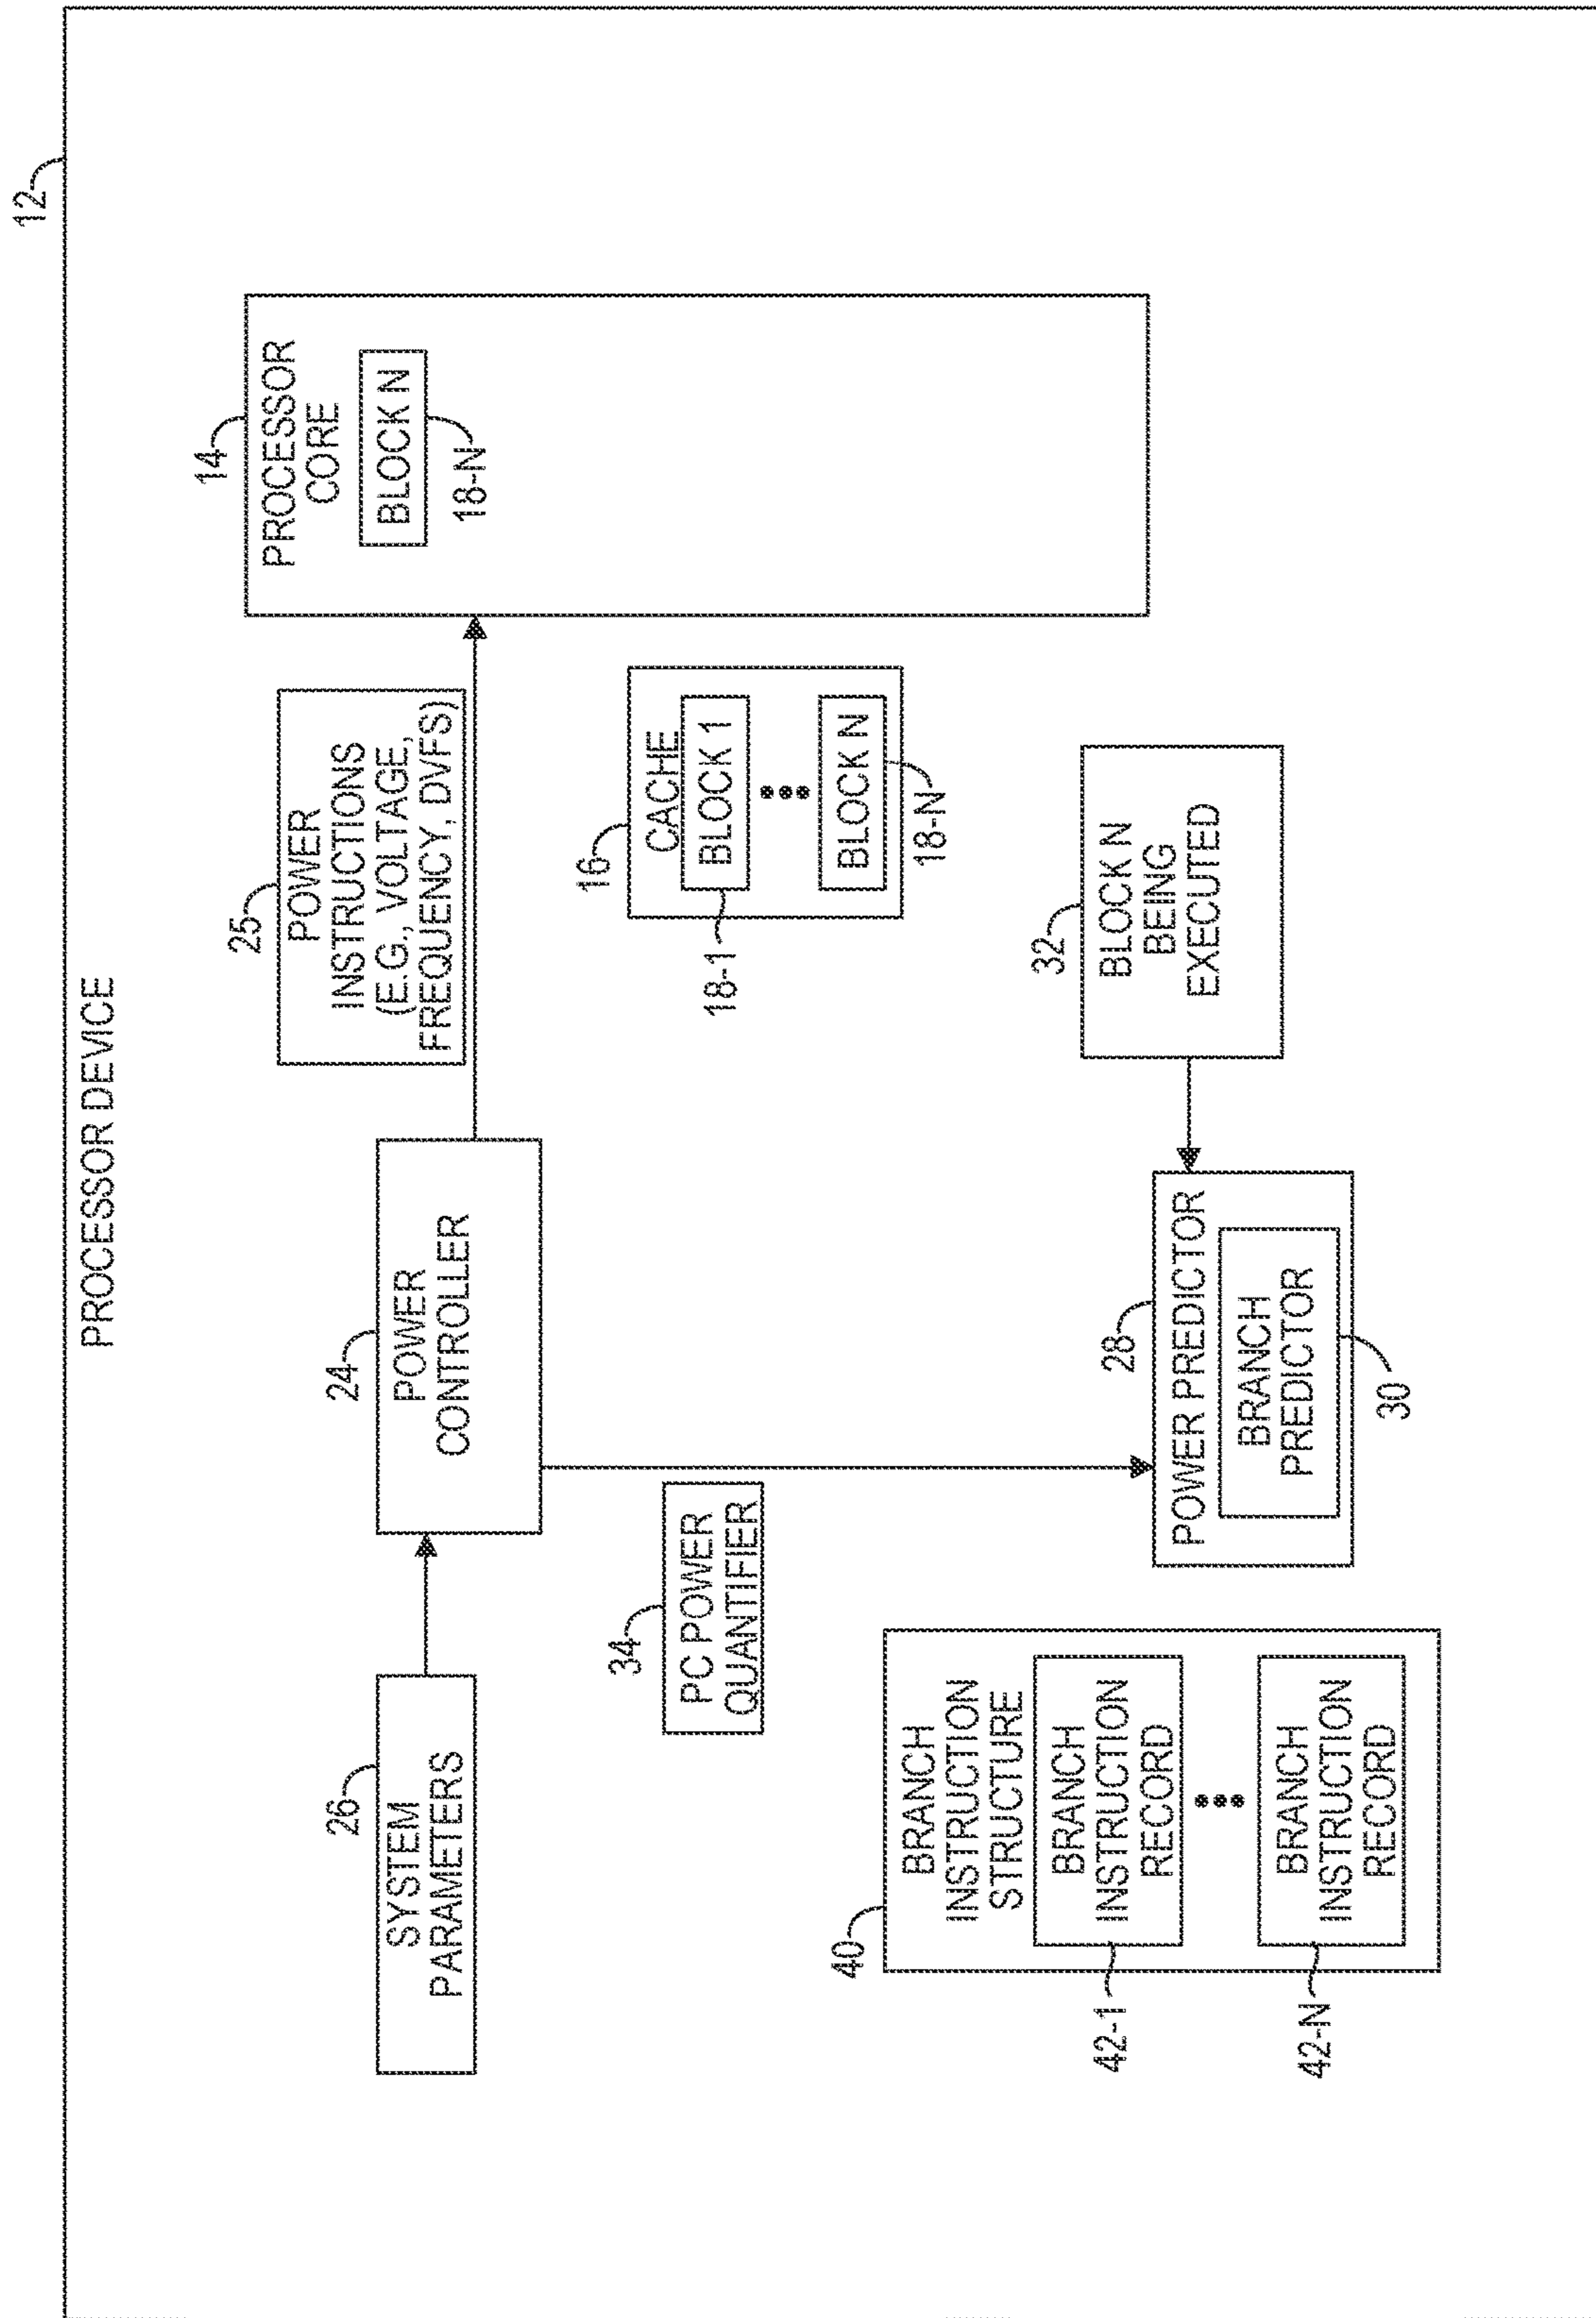 12
PROCESSOR DEVICE
26
SYSTEM
PARAMETERS
24
POWER
CONTROLLER
25
POWER
INSTRUCTIONS
(E.G., VOLTAGE,
FREQUENCY, DVFS)
14
PROCESSOR
CORE
BLOCK N
18-N
34
PC POWER
QUANTIFIER
16
CACHE
BLOCK 1
18-1
BLOCK N
18-N
40
BRANCH
INSTRUCTION
STRUCTURE
BRANCH
INSTRUCTION
RECORD
42-1
BRANCH
INSTRUCTION
RECORD
42-N
28
POWER PREDICTOR
BRANCH
PREDICTOR
30
32
BLOCK N
BEING
EXECUTED